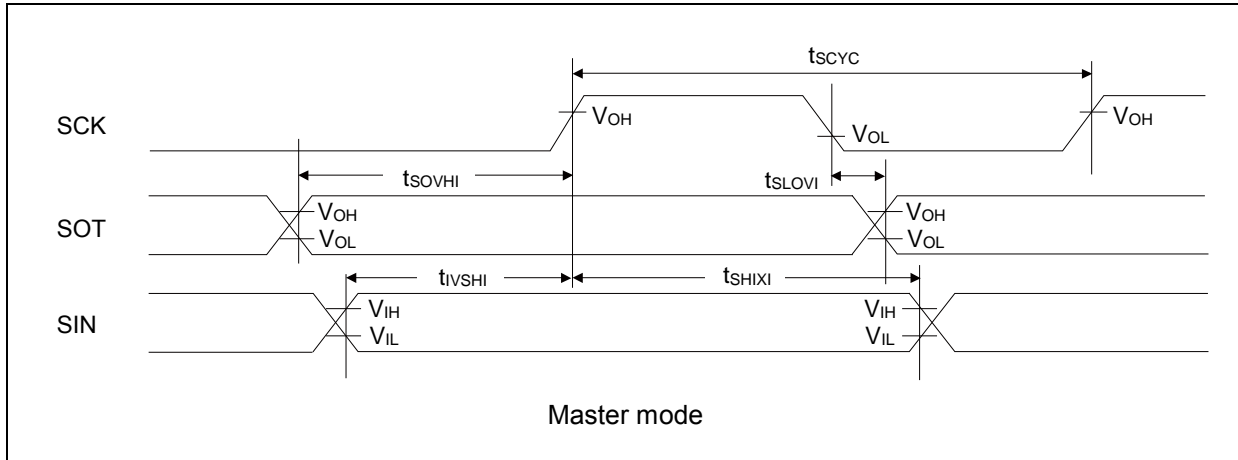 tSCYC
SCK
VOH
VOL
VOH
tSOVHI
tSLOVI
SOT
VOH
VOL
VOH
VOL
tIVSHI
tSHIXI
SIN
VIH
VIL
VIH
VIL
Master mode